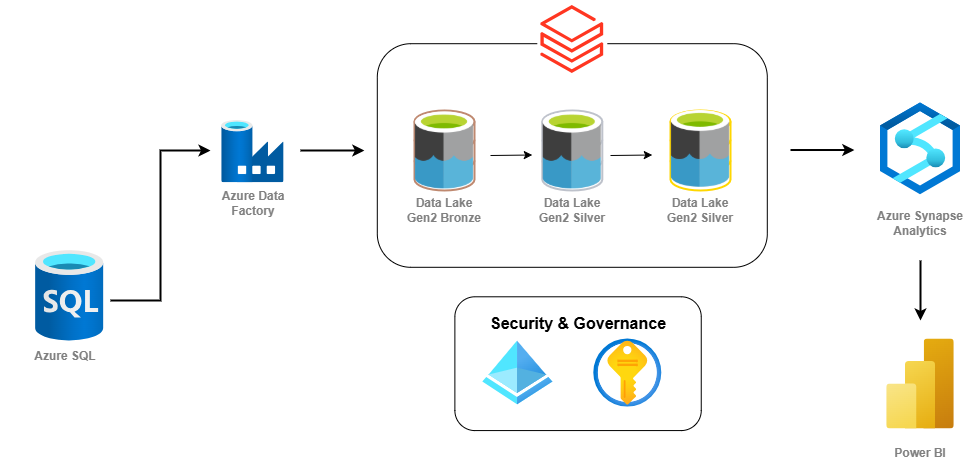 Azure Data
Factory
Data Lake
Gen2 Bronze
Data Lake
Gen2 Silver
Data Lake
Gen2 Silver
Azure Synapse
Analytics
SQL
Azure SQL
Security & Governance
Power BI